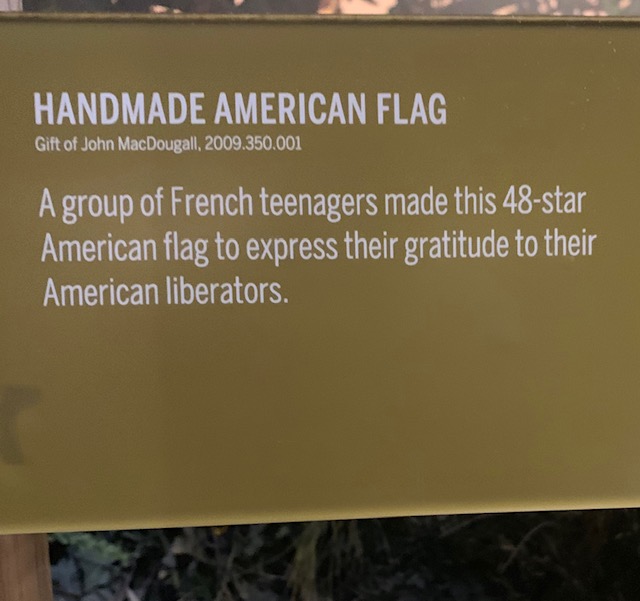 HANDMADE AMERICAN FLAG
Gift of John MacDougall, 2009.350.001
A group of French teenagers made this 48-star
American flag to express their gratitude to their
American liberators.